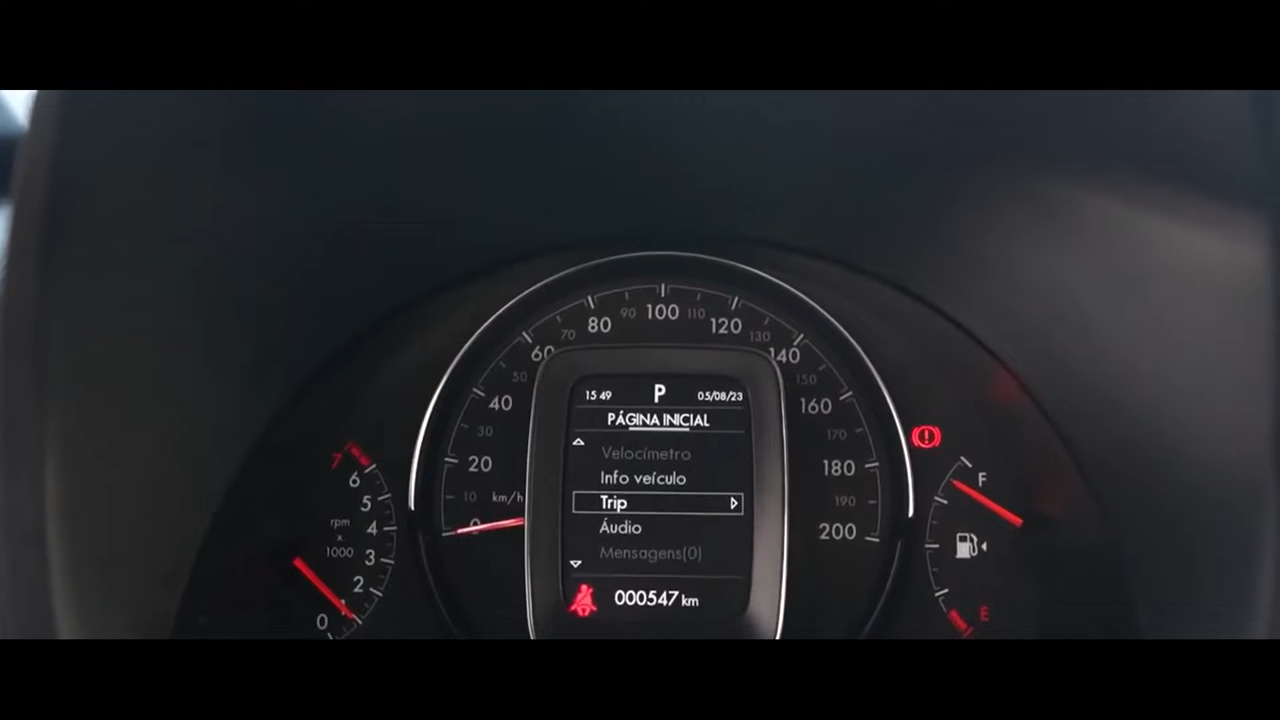 80 90 100 110 120
70 130
60 140
50 150
40 160
30 170
20 180
10 km/h 190
0 200
15 49 P 05/08/23
PÁGINA INICIAL
Velocímetro
Info veículo
Trip
Áudio
Mensagens(0)
000547 km
7
6
5
rpm 4
x
1000 3
2
1
0
F
E